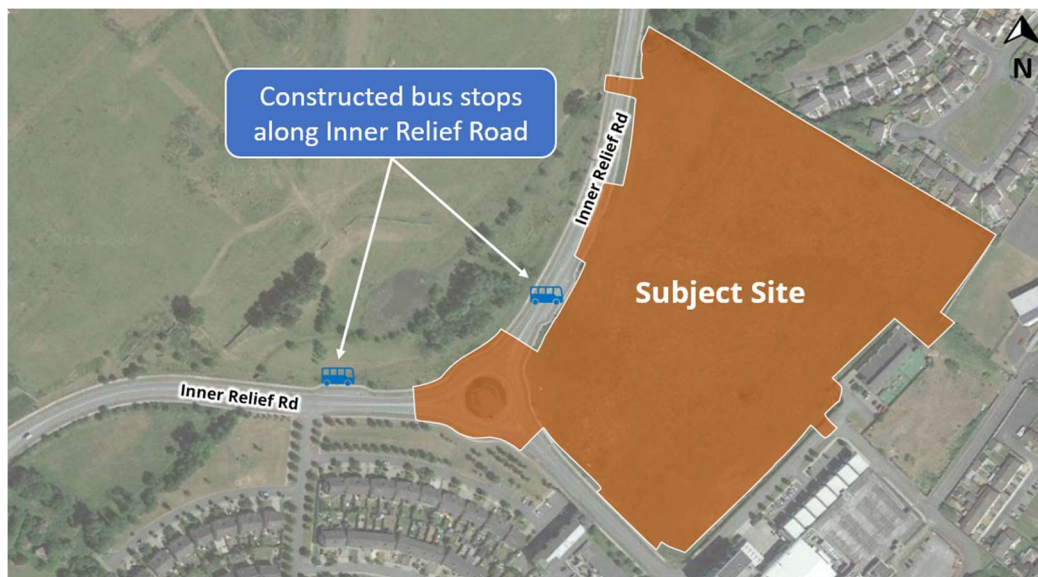 N
Constructed bus stops
along Inner Relief Road
Inner Relief Rd
Subject Site
Inner Relief Rd